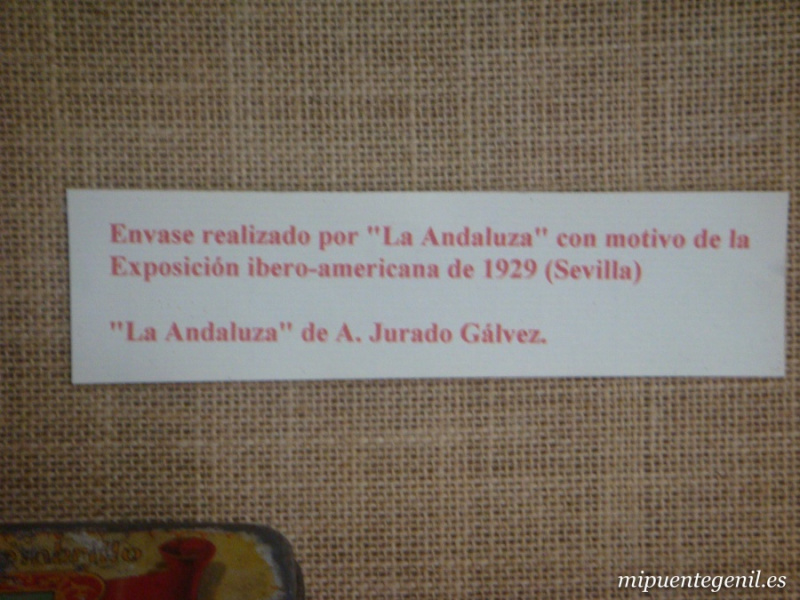 Envase realizado por "La Andaluza" con motivo de la
Exposición ibero-americana de 1929 (Sevilla)
"La Andaluza" de A. Jurado Gálvez.
mipuentegenil.es